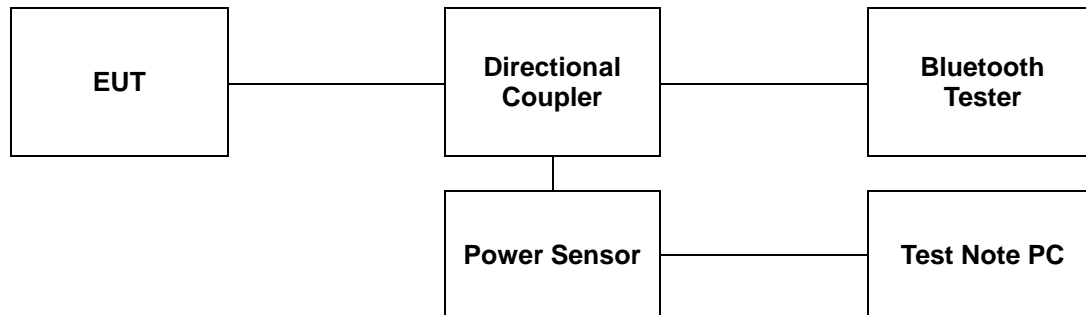 EUT
Directional
Coupler
Bluetooth
Tester
Power Sensor
Test Note PC